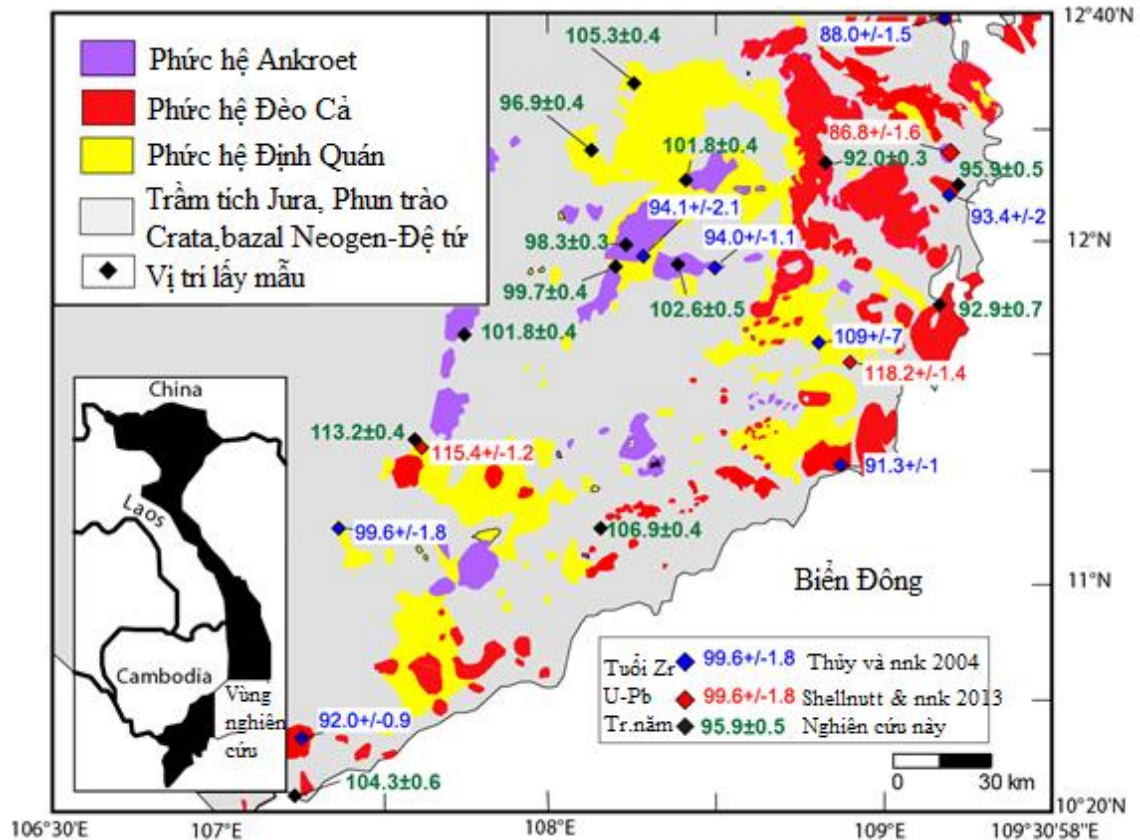 Phức hệ Ankroet
Phức hệ Đèo Cả
Phức hệ Định Quán
Trầm tích Jura, Phun trào
Crata,bazal Neogen-Đệ tứ
Vị trí lấy mẫu
12°40'N
88.0+/-1.5
105.3±0.4
96.9±0.4
101.8±0.4
86.8+/-1.6
92.0±0.3
95.9±0.5
93.4+/-2
94.1+/-2.1
94.0+/-1.1
12°N
98.3±0.3
99.7±0.4
102.6±0.5
92.9±0.7
101.8±0.4
109+/-7
118.2+/-1.4
113.2±0.4
115.4+/-1.2
91.3+/-1
99.6+/-1.8
106.9±0.4
Biển Đông
11°N
China
Laos
Cambodia
Vùng
nghiên
cứu
92.0+/-0.9
104.3±0.6
Tuổi Zr 99.6+/-1.8 Thủy và nnk 2004
U-Pb 99.6+/-1.8 Shellnutt & nnk 2013
Tr.năm 95.9±0.5 Nghiên cứu này
0 30 km
10°20'N
106°30'E 107°E 108°E 109°E 109°30'58"E